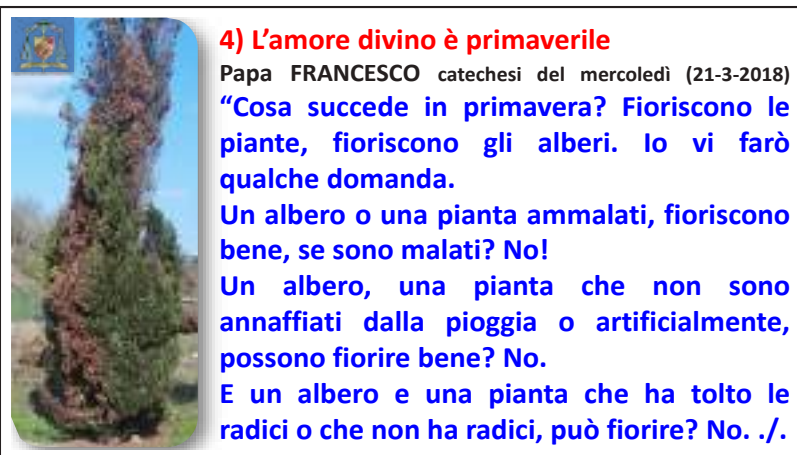 4) L’amore divino è primaverile
Papa FRANCESCO catechesi del mercoledì (21-3-2018)
“Cosa succede in primavera? Fioriscono le
piante, fioriscono gli alberi. Io vi farò
qualche domanda.
Un albero o una pianta ammalati, fioriscono
bene, se sono malati? No!
Un albero, una pianta che non sono
annaffiati dalla pioggia o artificialmente,
possono fiorire bene? No.
E un albero e una pianta che ha tolto le
radici o che non ha radici, può fiorire? No. ./.